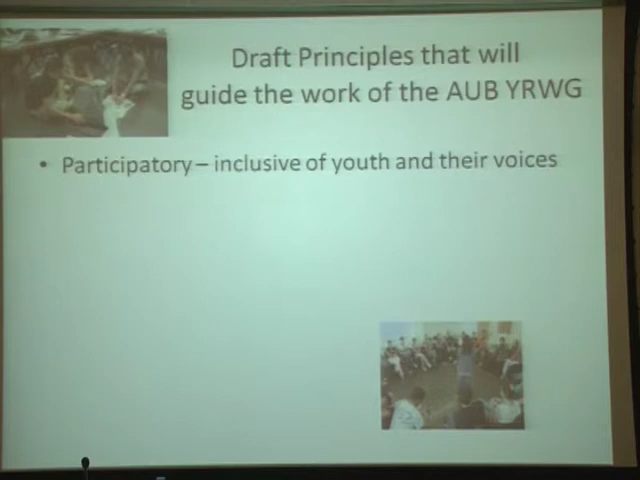 Draft Principles that will
guide the work of the AUB YRWG
• Participatory – inclusive of youth and their voices